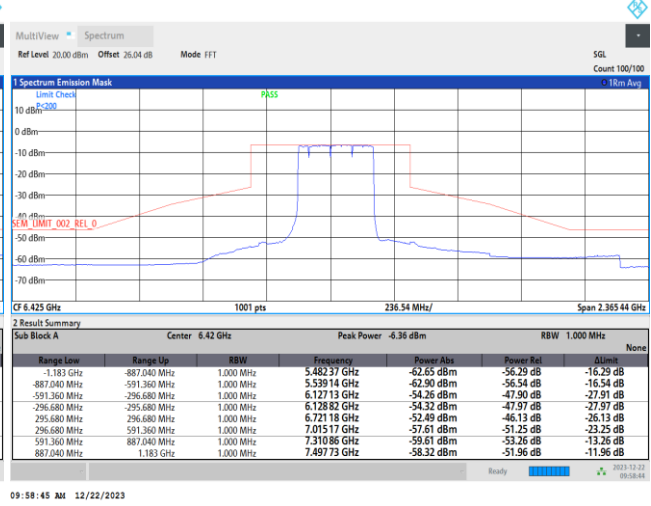 MultiView Spectrum
Ref Level 20.00 dBm Offset 26.04 dB Mode FFT SGL
Count 100/100
1 Spectrum Emission Mask 1Rm Avg
Limit Check PASS
P<200
10 dBm
0 dBm
-10 dBm
-20 dBm
-30 dBm
-40 dBm
SEM_LIMIT_002_REL_0
-50 dBm
-60 dBm
-70 dBm
CF 6.425 GHz 1001 pts 236.54 MHz/ Span 2.365 44 GHz
2 Result Summary
Sub Block A Center 6.42 GHz Peak Power -6.36 dBm RBW 1.000 MHz
None
Range Low Range Up RBW Frequency Power Abs Power Rel ΔLimit
-1.183 GHz -887.040 MHz 1.000 MHz 5.482 37 GHz -62.65 dBm -56.29 dB -16.29 dB
-887.040 MHz -591.360 MHz 1.000 MHz 5.539 14 GHz -62.90 dBm -56.54 dB -16.54 dB
-591.360 MHz -296.680 MHz 1.000 MHz 6.127 13 GHz -54.26 dBm -47.90 dB -27.91 dB
-296.680 MHz -295.680 MHz 1.000 MHz 6.128 82 GHz -54.32 dBm -47.97 dB -27.97 dB
295.680 MHz 296.680 MHz 1.000 MHz 6.721 18 GHz -52.49 dBm -46.13 dB -26.13 dB
296.680 MHz 591.360 MHz 1.000 MHz 7.015 17 GHz -57.61 dBm -51.25 dB -23.25 dB
591.360 MHz 887.040 MHz 1.000 MHz 7.310 86 GHz -59.61 dBm -53.26 dB -13.26 dB
887.040 MHz 1.183 GHz 1.000 MHz 7.497 73 GHz -58.32 dBm -51.96 dB -11.96 dB
Ready 2023-12-22
09:58:44
09:58:45 AM 12/22/2023